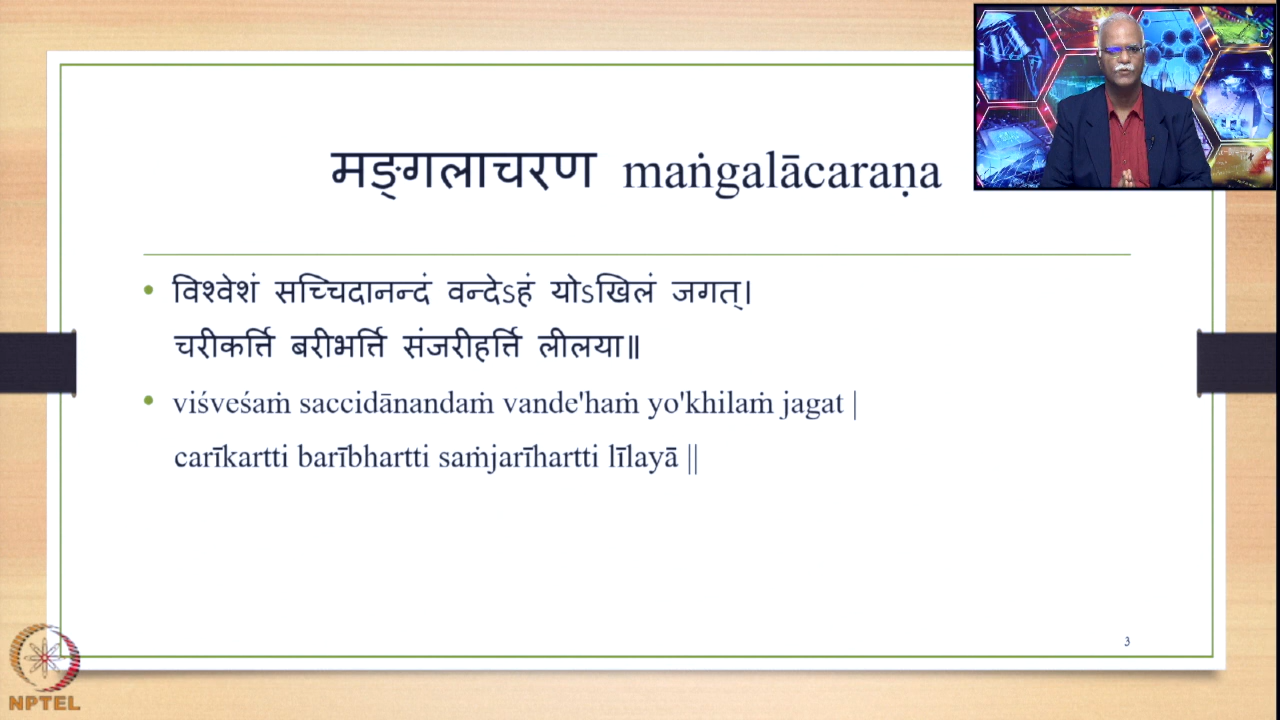 मङ्गलाचरण maṅgalācaraṇa
• विश्वेशं सच्चिदानन्दं वन्देऽहं योऽखिलं जगत्।
चरीकर्त्ति बरीभर्त्ति संजरीहर्त्ति लीलया॥
• viśveśaṁ saccidānandaṁ vande'haṁ yo'khilaṁ jagat |
carīkartti barībhartti saṁjarīhartti līlayā ||
3
NPTEL